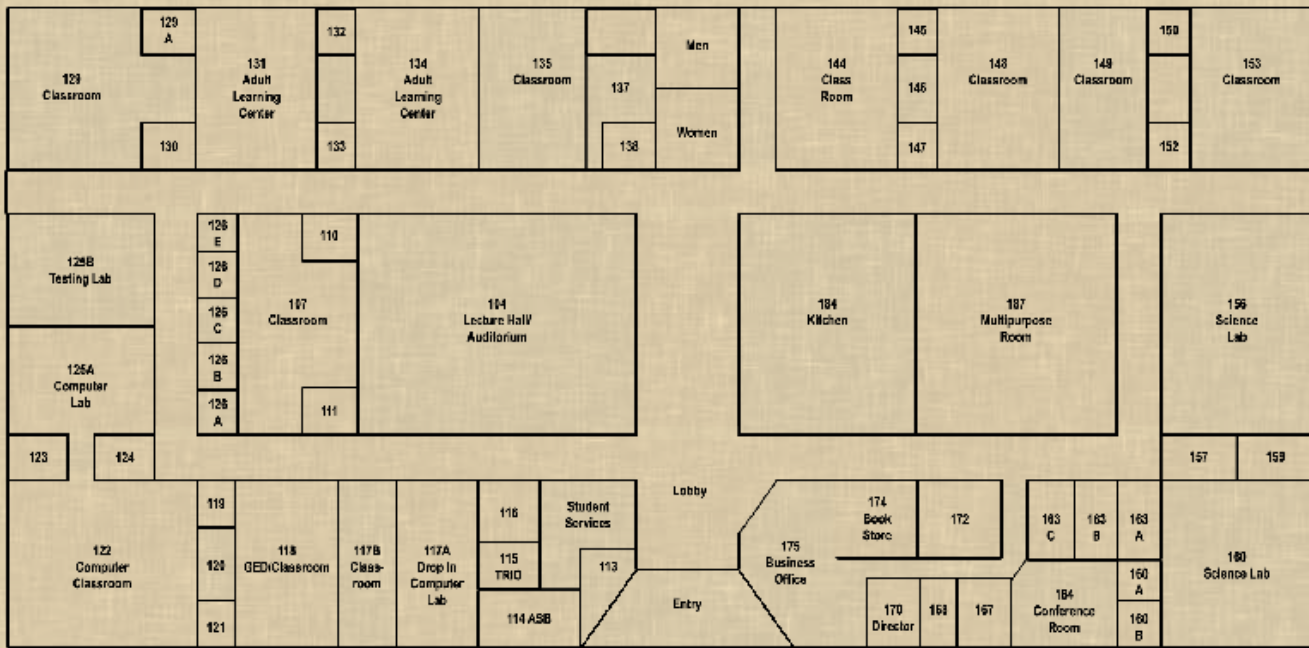 129
Classroom
129
A
130
131
Adult
Learning
Center
132
133
134
Adult
Learning
Center
135
Classroom
137
138
Men
Women
144
Class
Room
145
146
147
148
Classroom
149
Classroom
150
152
153
Classroom
125B
Testing Lab
125A
Computer
Lab
123
124
126
E
126
D
126
C
126
B
126
A
107
Classroom
110
111
104
Lecture Hall/
Auditorium
184
Kitchen
187
Multipurpose
Room
156
Science
Lab
157
159
122
Computer
Classroom
119
120
121
118
GED/Classroom
117B
Class-
room
117A
Drop In
Computer
Lab
116
115
TRIO
114 ASB
Student
Services
113
Lobby
Entry
175
Business
Office
174
Book
Store
172
170
Director
168
167
163
C
163
B
163
A
164
Conference
Room
160
A
160
B
160
Science Lab